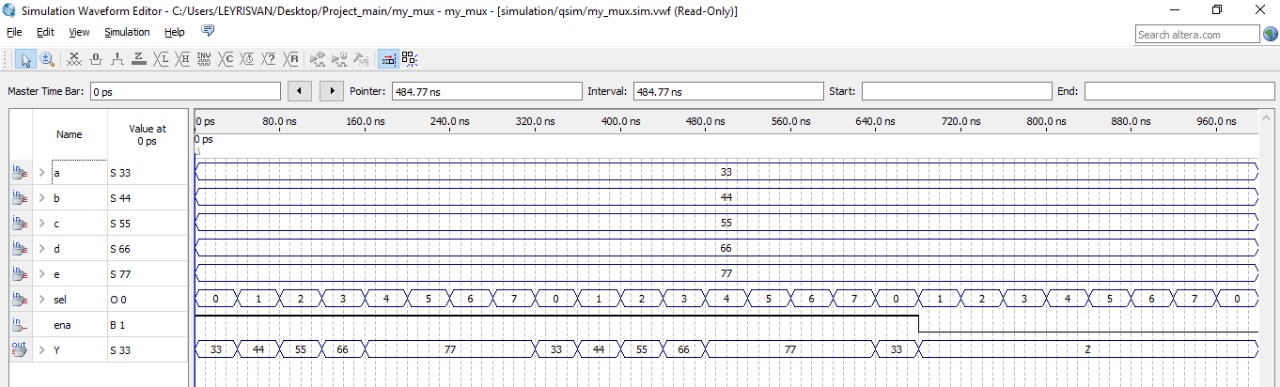 Simulation Waveform Editor - C:/Users/LEYRISVAN/Desktop/Project_main/my_mux - my_mux - [simulation/qsim/my_mux.sim.vwf (Read-Only)]
File Edit View Simulation Help
Search altera.com
Master Time Bar: 0 ps Pointer: 484.77 ns Interval: 484.77 ns Start: End:
Name Value at 0 ps 0 ps 80.0 ns 160.0 ns 240.0 ns 320.0 ns 400.0 ns 480.0 ns 560.0 ns 640.0 ns 720.0 ns 800.0 ns 880.0 ns 960.0 ns
0 ps
a S 33 33
b S 44 44
c S 55 55
d S 66 66
e S 77 77
sel O 0 0 1 2 3 4 5 6 7 0 1 2 3 4 5 6 7 0 1 2 3 4 5 6 7 0
ena B 1
Y S 33 33 44 55 66 77 33 44 55 66 77 33 Z